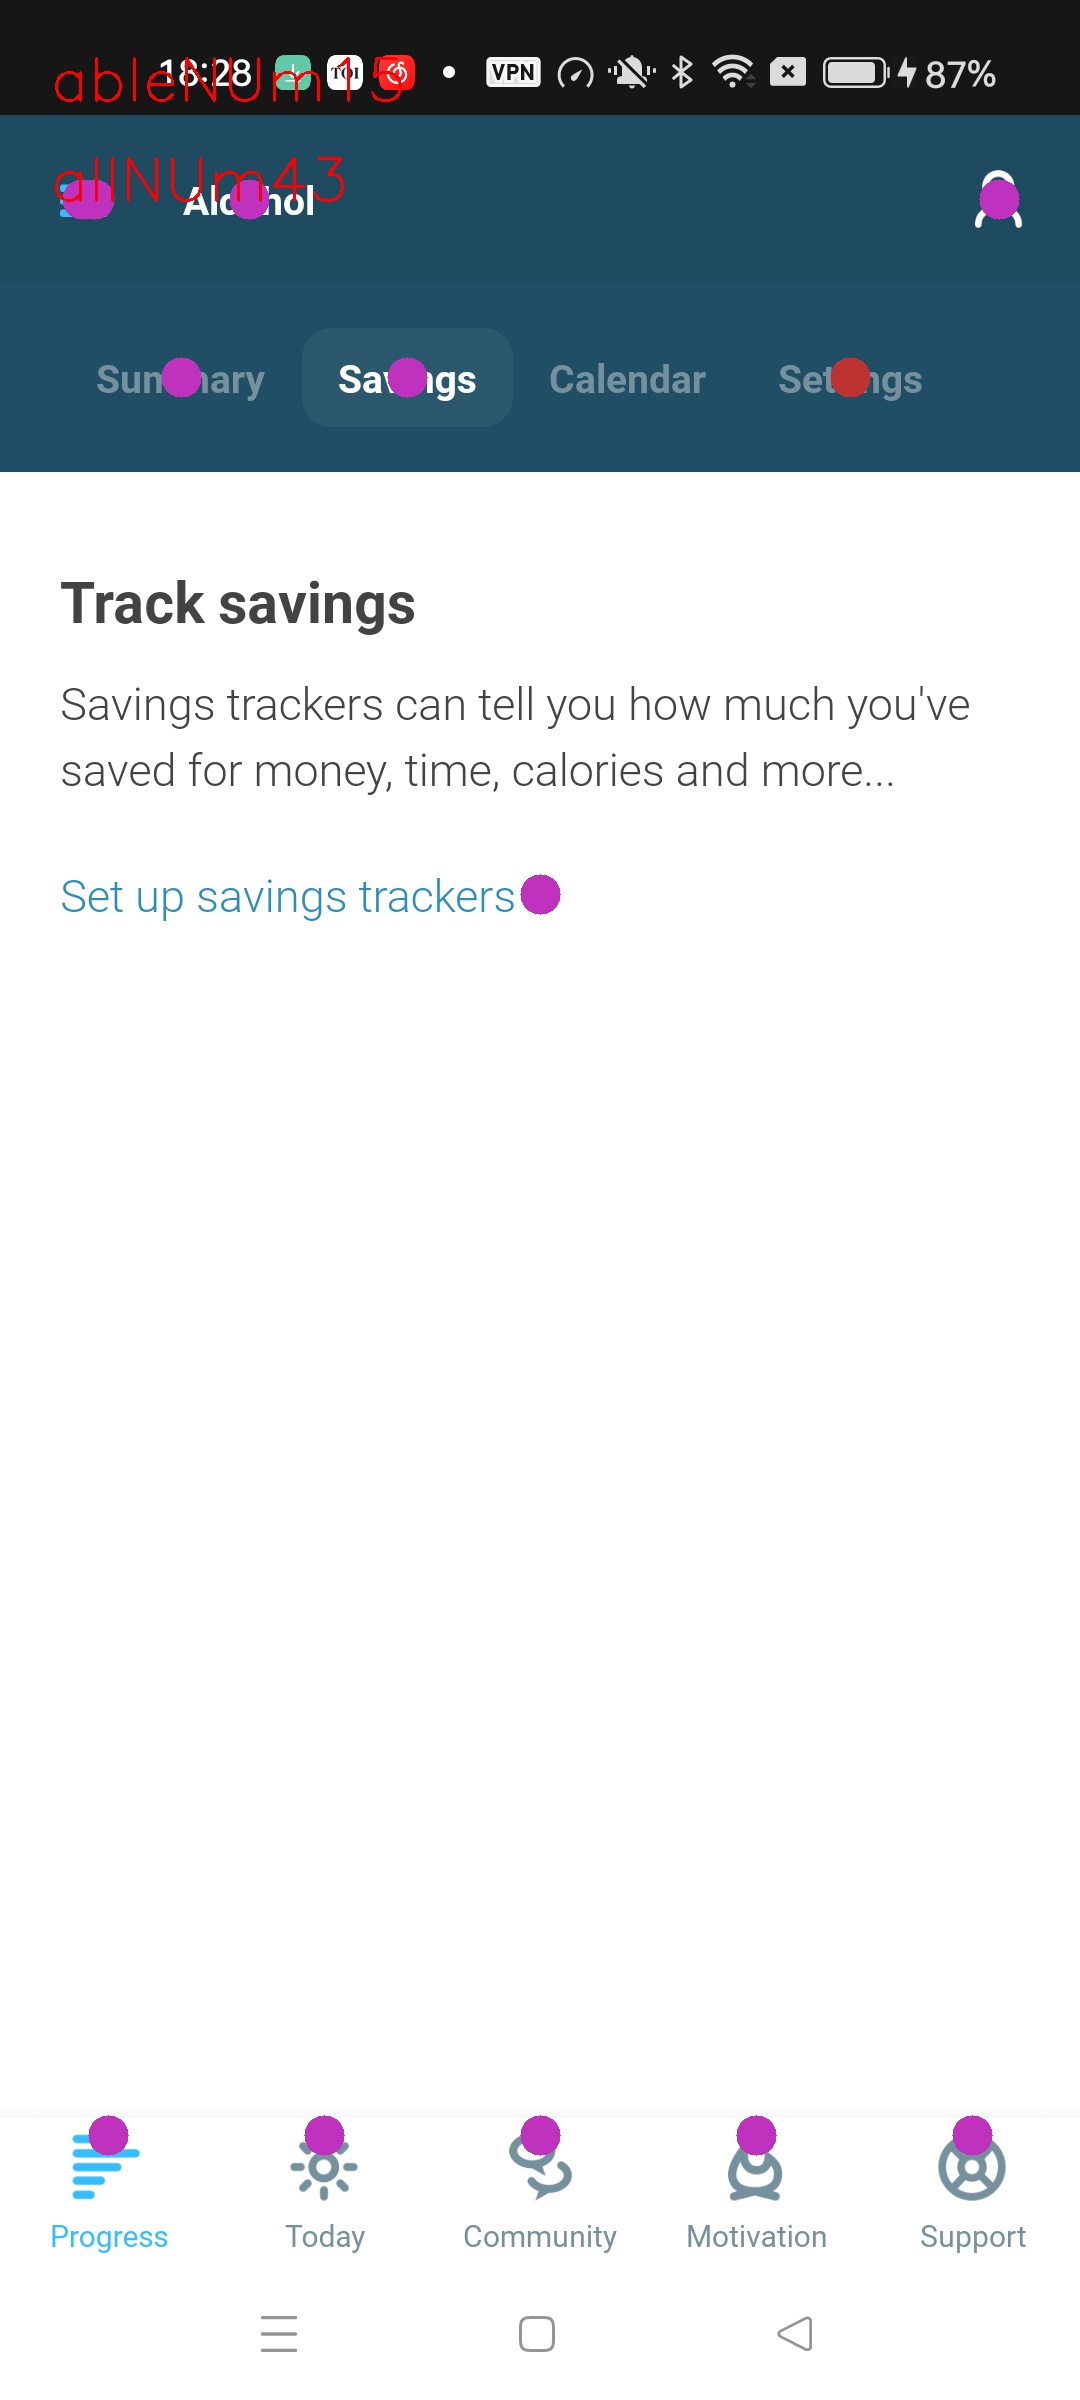 18:28 TOI VPN 87%
ableNUm15
allNUm43
Alcohol
Summary Savings Calendar Settings
Track savings
Savings trackers can tell you how much you've
saved for money, time, calories and more...
Set up savings trackers
Progress Today Community Motivation Support